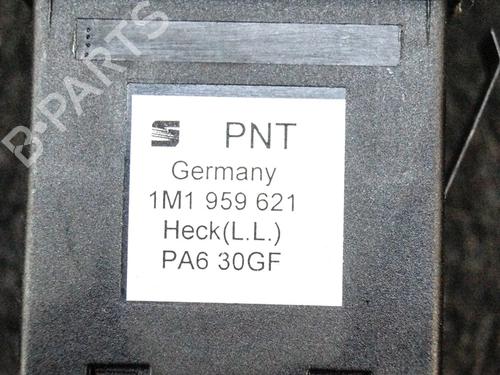 B-PARTS
PNT
Germany
1M1 959 621
Heck(L.L.)
PA6 30GF